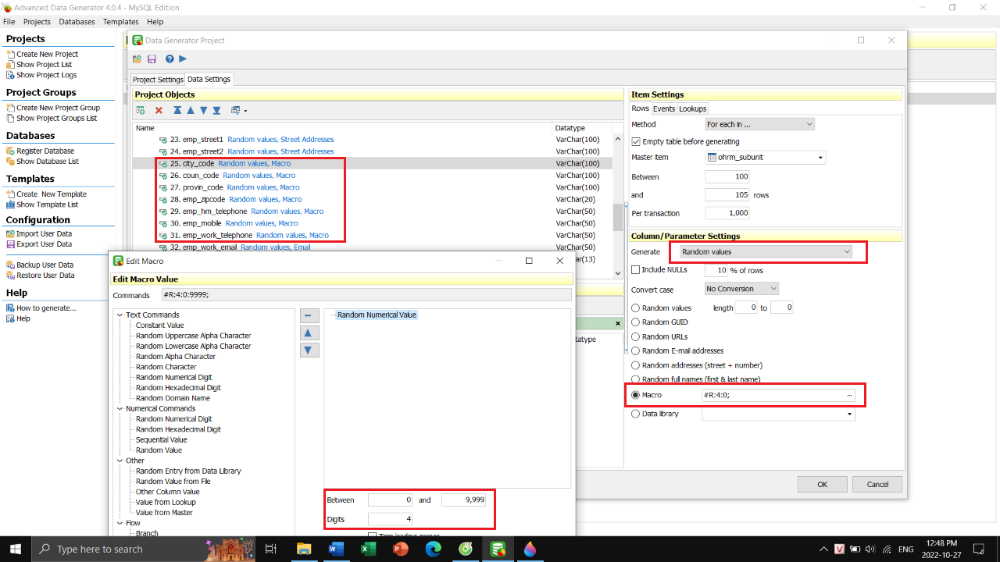 Advanced Data Generator 4.0.4 - MySQL Edition
File Projects Databases Templates Help
Projects
Create New Project
Show Project List
Show Project Logs
Project Groups
Create New Project Group
Show Project Groups List
Databases
Register Database
Show Database List
Templates
Create New Template
Show Template List
Configuration
Import User Data
Export User Data
Backup User Data
Restore User Data
Help
How to generate...
Help
Data Generator Project
Project Settings Data Settings
Project Objects
Name Datatype
23. emp_street1 Random values, Street Addresses VarChar(100)
24. emp_street2 Random values, Street Addresses VarChar(100)
25. city_code Random values, Macro VarChar(100)
26. coun_code Random values, Macro VarChar(100)
27. provin_code Random values, Macro VarChar(100)
28. emp_zipcode Random values, Macro VarChar(20)
29. emp_hm_telephone Random values, Macro VarChar(50)
30. emp_mobile Random values, Macro VarChar(50)
31. emp_work_telephone Random values, Macro VarChar(50)
32. emp_work_email Random values, Email VarChar(50)
Char(13)
tatype
Item Settings
Rows Events Lookups
Method For each in ...
Empty table before generating
Master item ohrm_subunit
Between 100
and 105 rows
Per transaction 1,000
Column/Parameter Settings
Generate Random values
Include NULLs 10 % of rows
Convert case No Conversion
Random values length 0 to 0
Random GUID
Random URLs
Random E-mail addresses
Random addresses (street + number)
Random full names (first & last name)
Macro #R:4:0; ...
Data library
OK Cancel
Edit Macro
Edit Macro Value
Commands #R:4:0:9999;
Text Commands
Constant Value
Random Uppercase Alpha Character
Random Lowercase Alpha Character
Random Alpha Character
Random Character
Random Numerical Digit
Random Hexadecimal Digit
Random Domain Name
Numerical Commands
Random Numerical Digit
Random Hexadecimal Digit
Sequential Value
Random Value
Other
Random Entry from Data Library
Random Value from File
Other Column Value
Value from Lookup
Value from Master
Flow
Branch
Random Numerical Value
Between 0 and 9,999
Digits 4
Trim leading zeroes
Type here to search
ENG
12:48 PM
2022-10-27